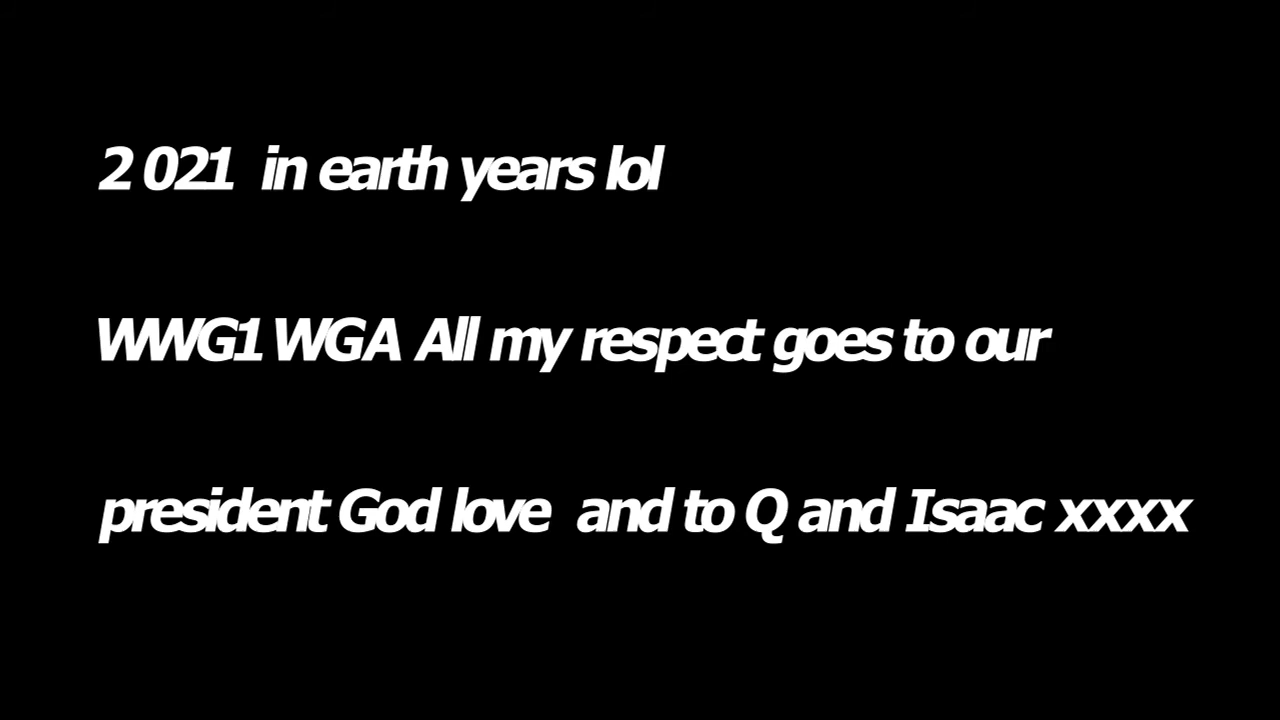 2 021 in earth years lol
WWG1 WGA All my respect goes to our
president God love and to Q and Isaac xxxx